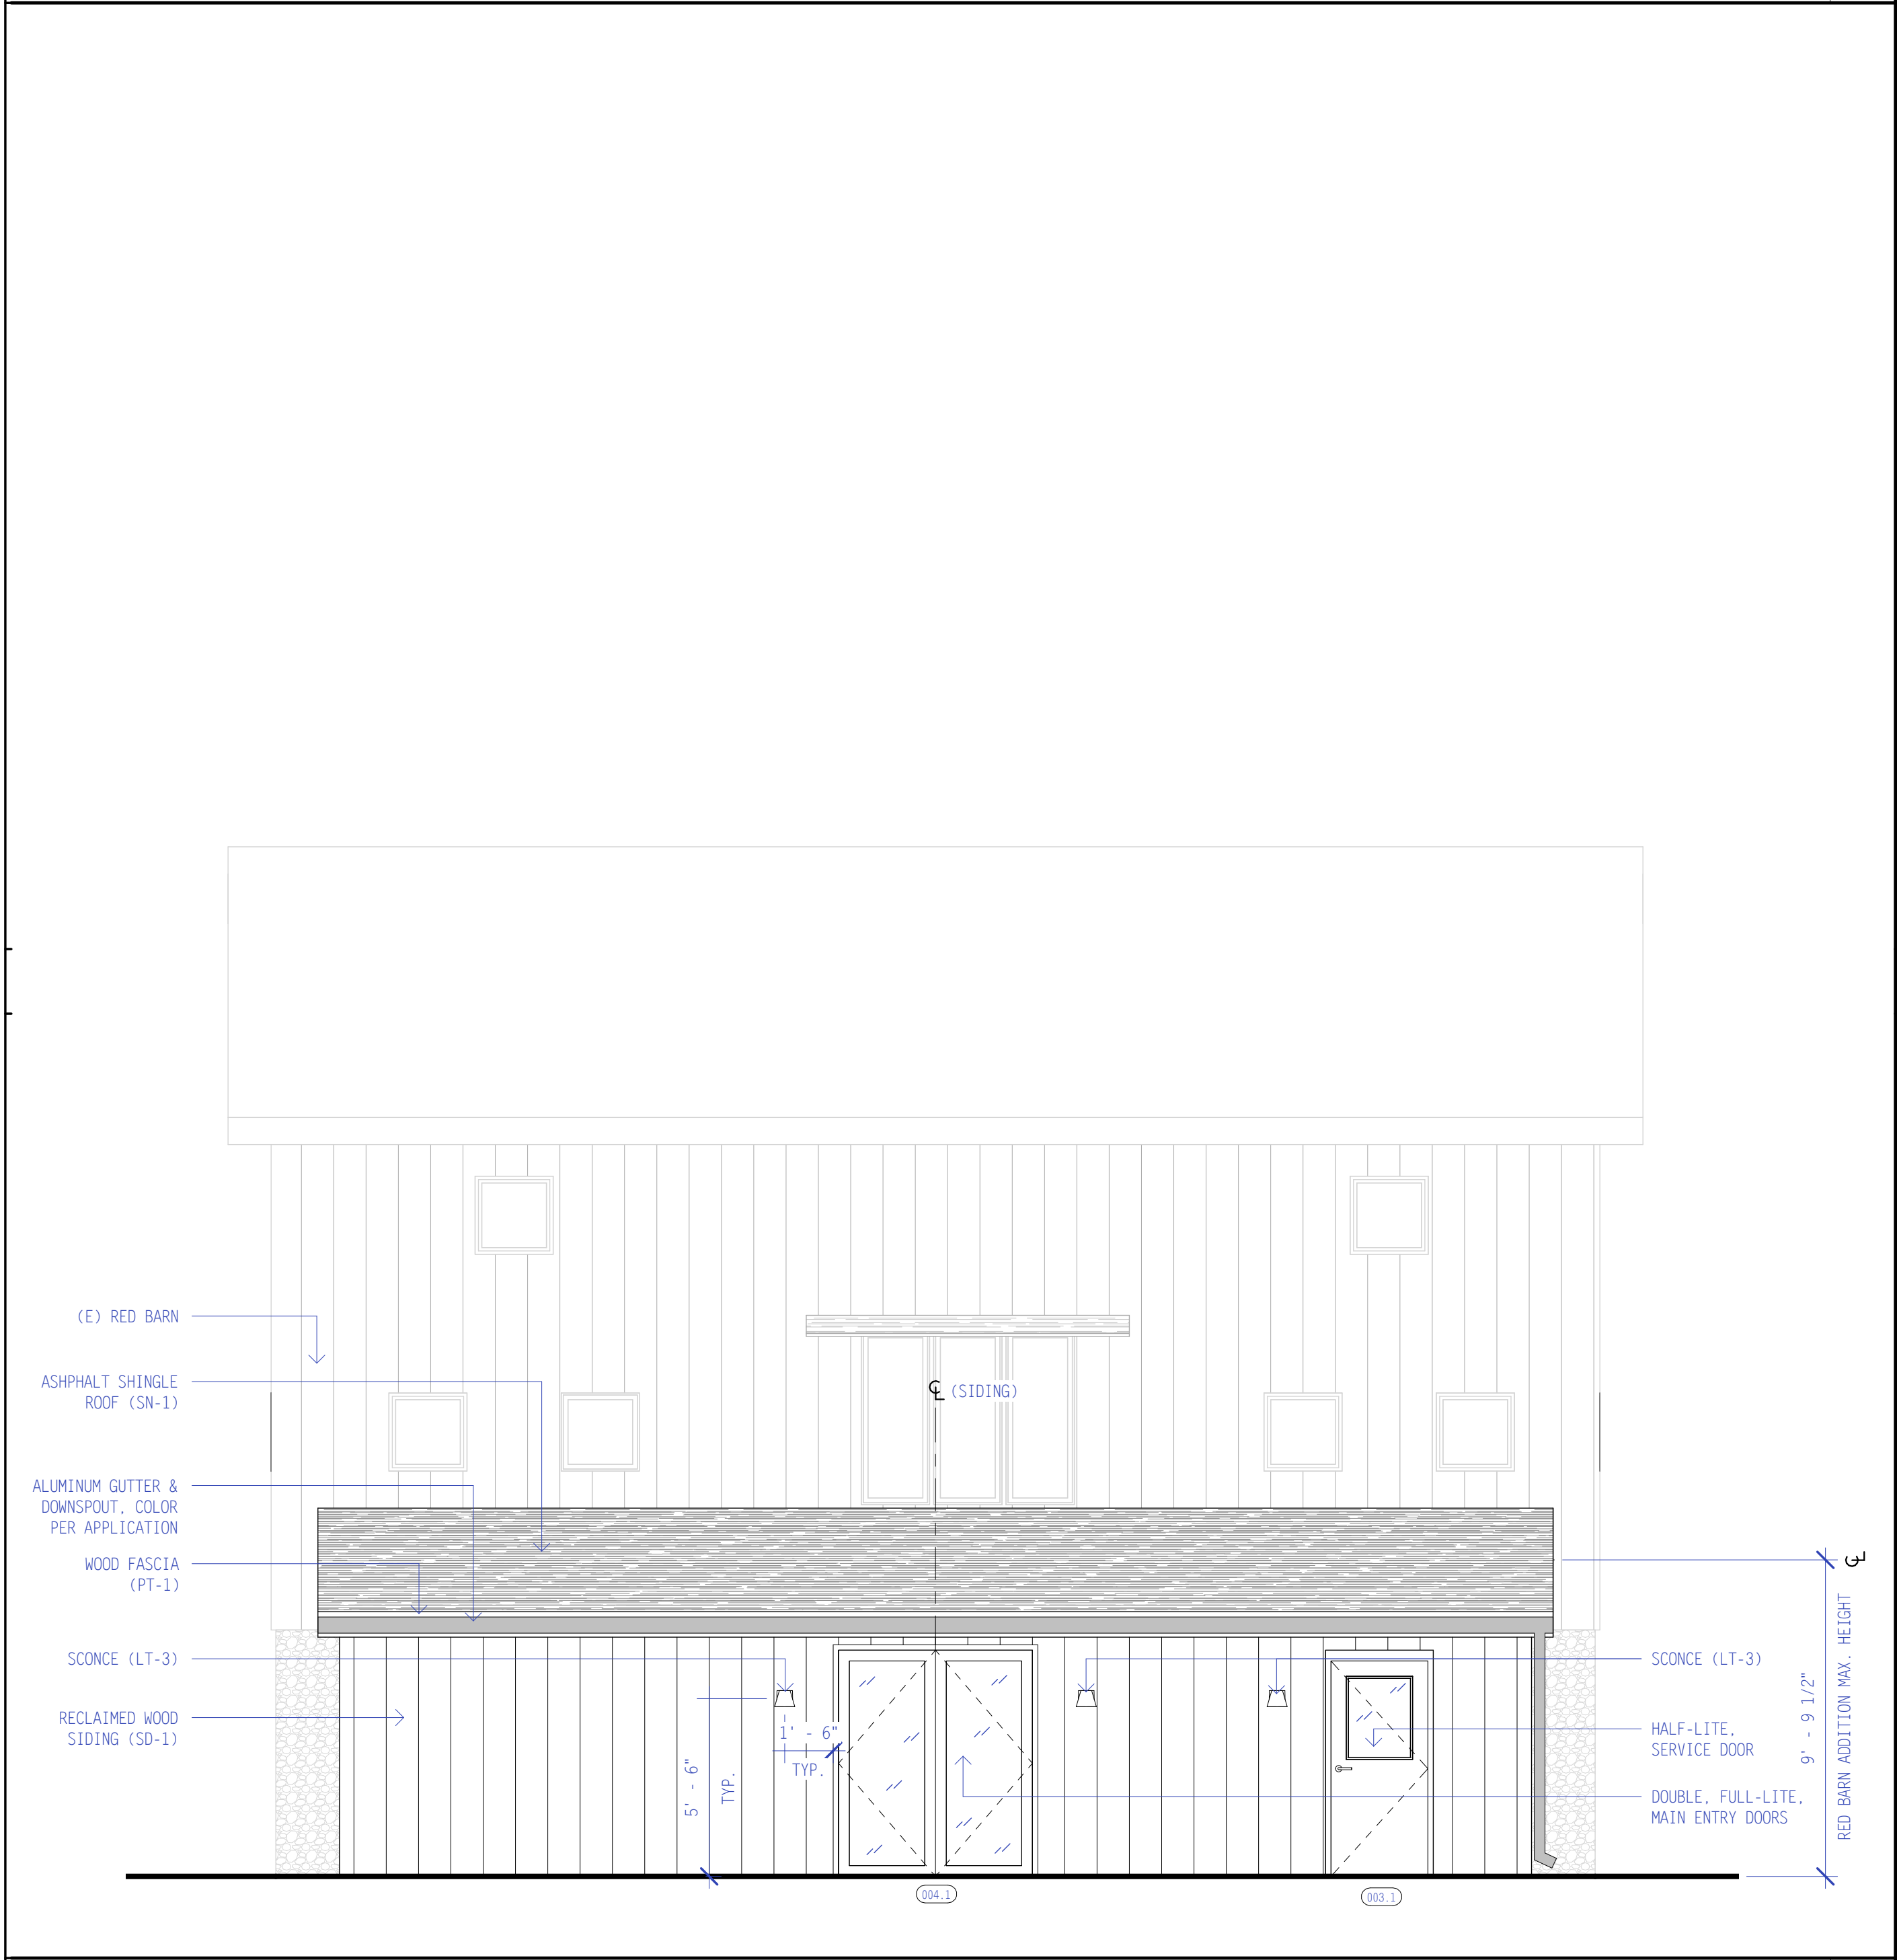 (E) RED BARN
ASHPHALT SHINGLE
ROOF (SN-1)
ALUMINUM GUTTER &
DOWNSPOUT, COLOR
PER APPLICATION
WOOD FASCIA
(PT-1)
SCONCE (LT-3)
RECLAIMED WOOD
SIDING (SD-1)
℄ (SIDING)
5' - 6"
TYP.
1' - 6"
TYP.
SCONCE (LT-3)
HALF-LITE,
SERVICE DOOR
DOUBLE, FULL-LITE,
MAIN ENTRY DOORS
℄
9' - 9 1/2"
RED BARN ADDITION MAX. HEIGHT
004.1
003.1